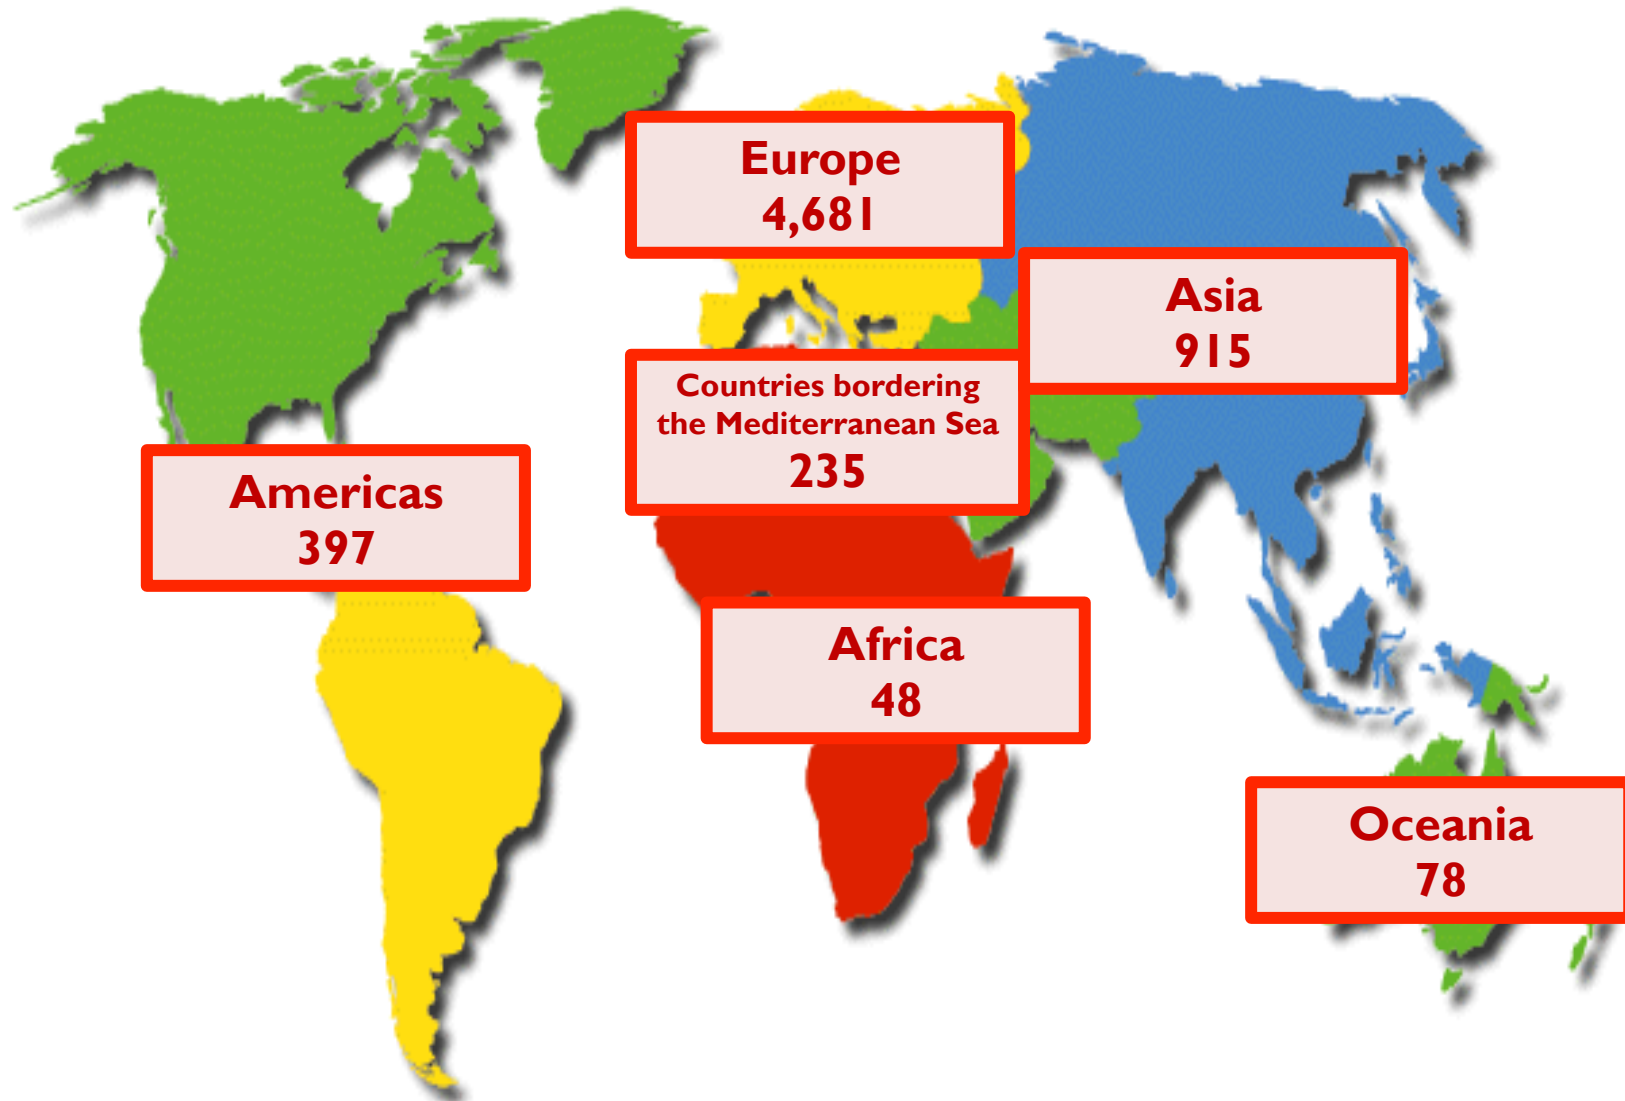 Europe
4,681
Asia
915
Countries bordering
the Mediterranean Sea
235
Americas
397
Africa
48
Oceania
78